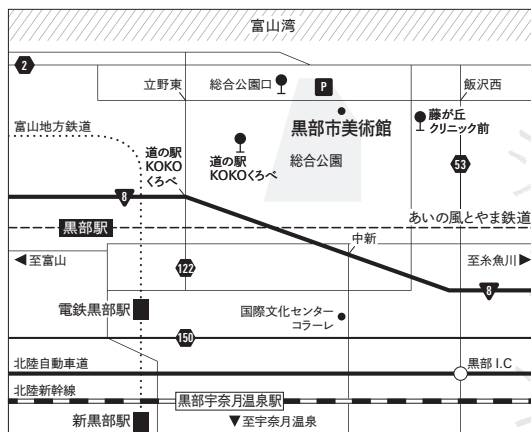 富山湾
2
立野東
総合公園口
P
飯沢西
富山地方鉄道
黒部市美術館
藤が丘
クリニック前
道の駅
KOKO
くろべ
道の駅
KOKOくろべ
総合公園
53
8
あいの風とやま鉄道
黒部駅
中新
至富山
122
至糸魚川
8
電鉄黒部駅
国際文化センター
コラーレ
150
北陸自動車道
黒部 I.C
北陸新幹線
黒部宇奈月温泉駅
新黒部駅
至宇奈月温泉